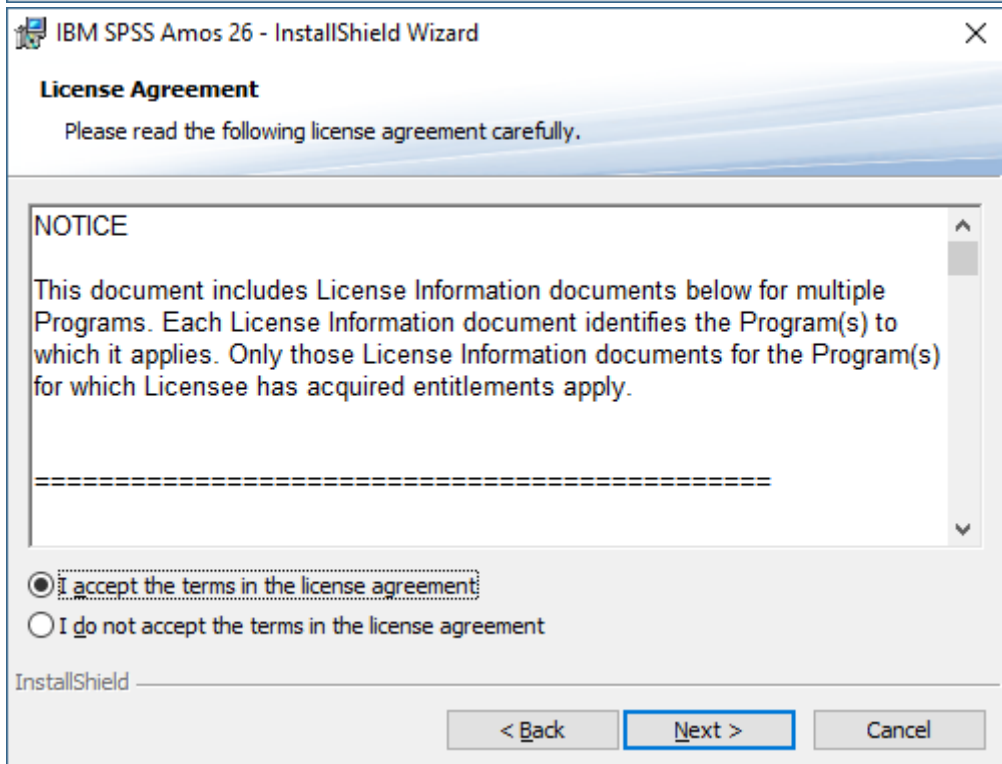 IBM SPSS Amos 26 - InstallShield Wizard
License Agreement
Please read the following license agreement carefully.
NOTICE
This document includes License Information documents below for multiple
Programs. Each License Information document identifies the Program(s) to
which it applies. Only those License Information documents for the Program(s)
for which Licensee has acquired entitlements apply.
==============================================
I accept the terms in the license agreement
I do not accept the terms in the license agreement
InstallShield
< Back
Next >
Cancel